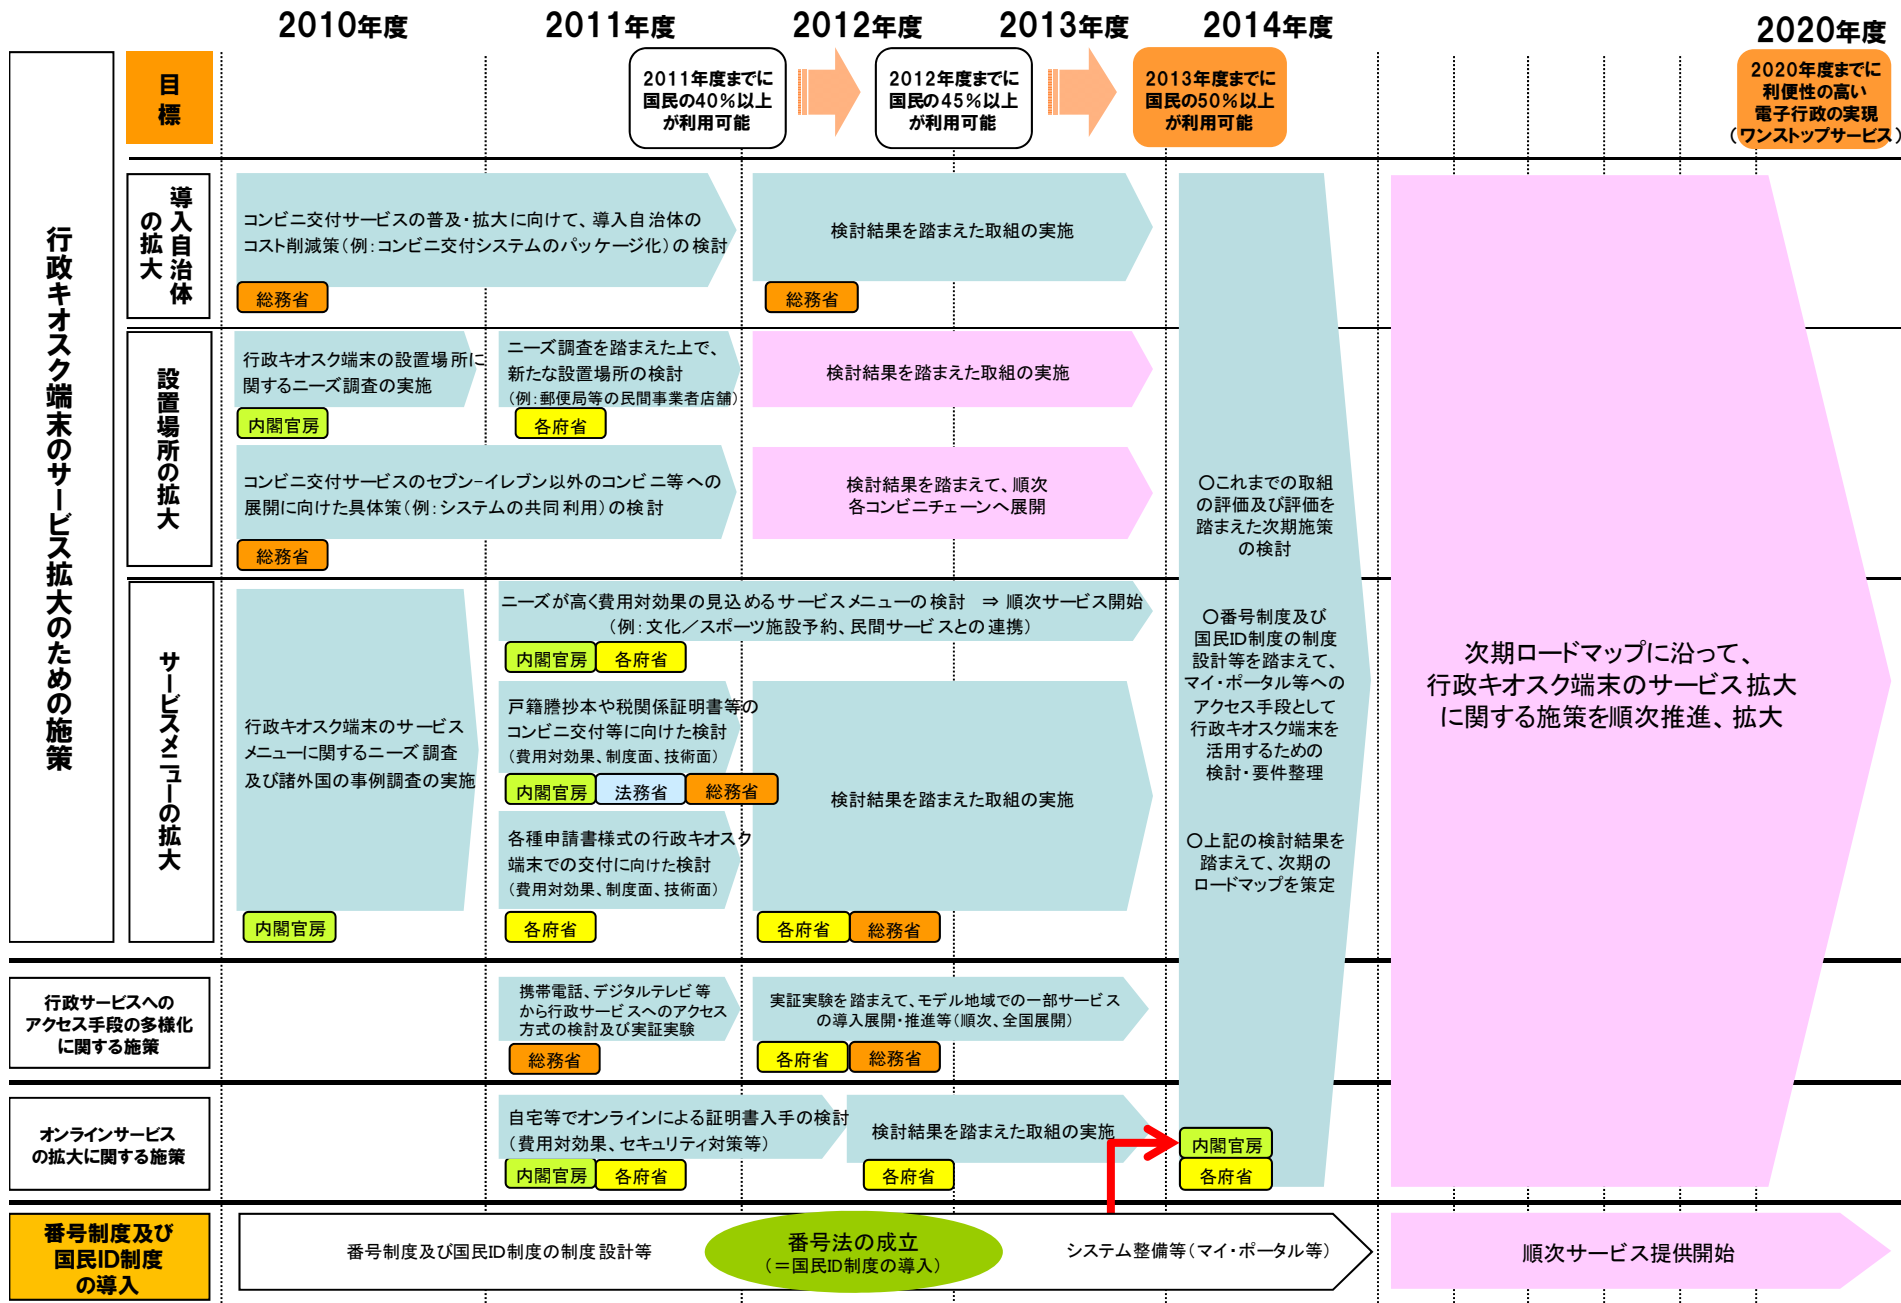 2010年度
2011年度
2012年度
2013年度
2014年度
2020年度
目
標
2011年度までに
国民の40%以上
が利用可能
2012年度までに
国民の45%以上
が利用可能
2013年度までに
国民の50%以上
が利用可能
2020年度までに
利便性の高い
電子行政の実現
(ワンストップサービス)
行政キオスク端末のサービス拡大のための施策
導入自治体
の拡大
コンビニ交付サービスの普及・拡大に向けて、導入自治体の
コスト削減策(例:コンビニ交付システムのパッケージ化)の検討
総務省
検討結果を踏まえた取組の実施
総務省
設置場所の拡大
行政キオスク端末の設置場所に
関するニーズ調査の実施
内閣官房
ニーズ調査を踏まえた上で、
新たな設置場所の検討
(例:郵便局等の民間事業者店舗)
各府省
検討結果を踏まえた取組の実施
コンビニ交付サービスのセブン-イレブン以外のコンビニ等への
展開に向けた具体策(例:システムの共同利用)の検討
総務省
検討結果を踏まえて、順次
各コンビニチェーンへ展開
サービスメニューの拡大
行政キオスク端末のサービス
メニューに関するニーズ調査
及び諸外国の事例調査の実施
内閣官房
ニーズが高く費用対効果の見込めるサービスメニューの検討 ⇒ 順次サービス開始
(例:文化/スポーツ施設予約、民間サービスとの連携)
内閣官房
各府省
戸籍謄抄本や税関係証明書等の
コンビニ交付等に向けた検討
(費用対効果、制度面、技術面)
内閣官房
法務省
総務省
各種申請書様式の行政キオスク
端末での交付に向けた検討
(費用対効果、制度面、技術面)
各府省
検討結果を踏まえた取組の実施
各府省
総務省
〇これまでの取組
の評価及び評価を
踏まえた次期施策
の検討
〇番号制度及び
国民ID制度の制度
設計等を踏まえて、
マイ・ポータル等への
アクセス手段として
行政キオスク端末を
活用するための
検討・要件整理
〇上記の検討結果を
踏まえて、次期の
ロードマップを策定
内閣官房
各府省
次期ロードマップに沿って、
行政キオスク端末のサービス拡大
に関する施策を順次推進、拡大
行政サービスへの
アクセス手段の多様化
に関する施策
携帯電話、デジタルテレビ等
から行政サービスへのアクセス
方式の検討及び実証実験
総務省
実証実験を踏まえて、モデル地域での一部サービス
の導入展開・推進等(順次、全国展開)
各府省
総務省
オンラインサービス
の拡大に関する施策
自宅等でオンラインによる証明書入手の検討
(費用対効果、セキュリティ対策等)
内閣官房
各府省
検討結果を踏まえた取組の実施
各府省
番号制度及び
国民ID制度
の導入
番号制度及び国民ID制度の制度設計等
番号法の成立
(=国民ID制度の導入)
システム整備等(マイ・ポータル等)
順次サービス提供開始